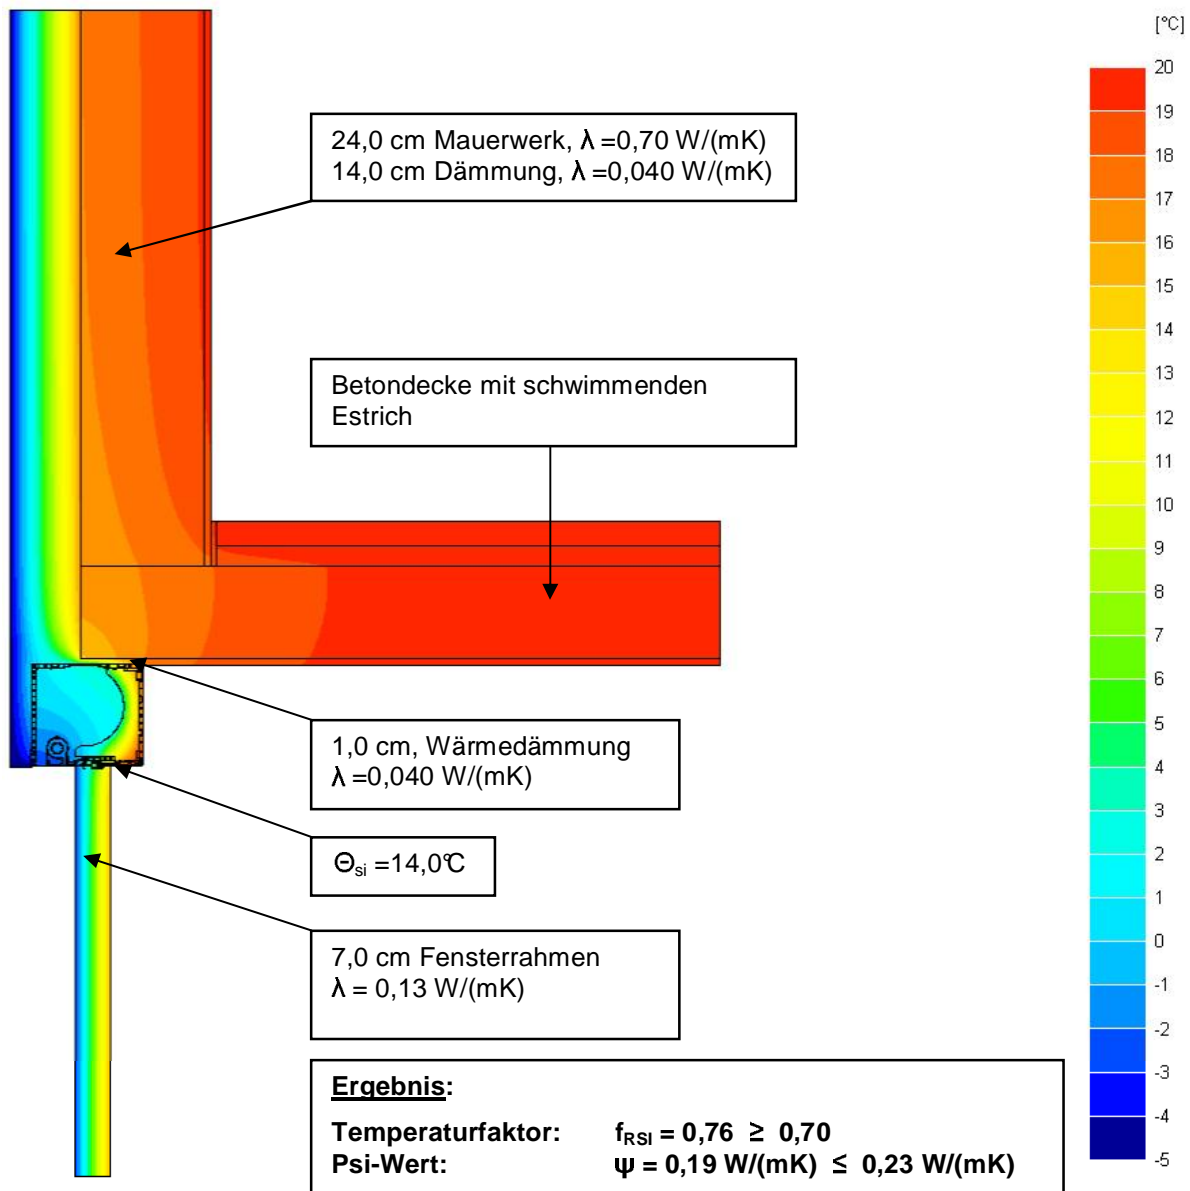 [°C]
20
19
18
17
16
15
14
13
12
11
10
9
8
7
6
5
4
3
2
1
0
-1
-2
-3
-4
-5
24,0 cm Mauerwerk, λ =0,70 W/(mK)
14,0 cm Dämmung, λ =0,040 W/(mK)
Betondecke mit schwimmenden
Estrich
1,0 cm, Wärmedämmung
λ =0,040 W/(mK)
Θsi =14,0°C
7,0 cm Fensterrahmen
λ = 0,13 W/(mK)
Ergebnis:
Temperaturfaktor: fRSI = 0,76 ≥ 0,70
Psi-Wert: ψ = 0,19 W/(mK) ≤ 0,23 W/(mK)